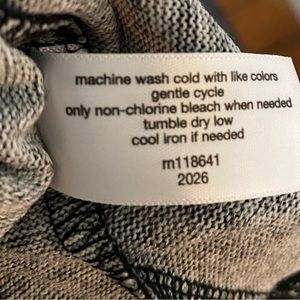 machine wash cold with like colors
gentle cycle
only non-chlorine bleach when needed
tumble dry low
cool iron if needed
m118641
2026